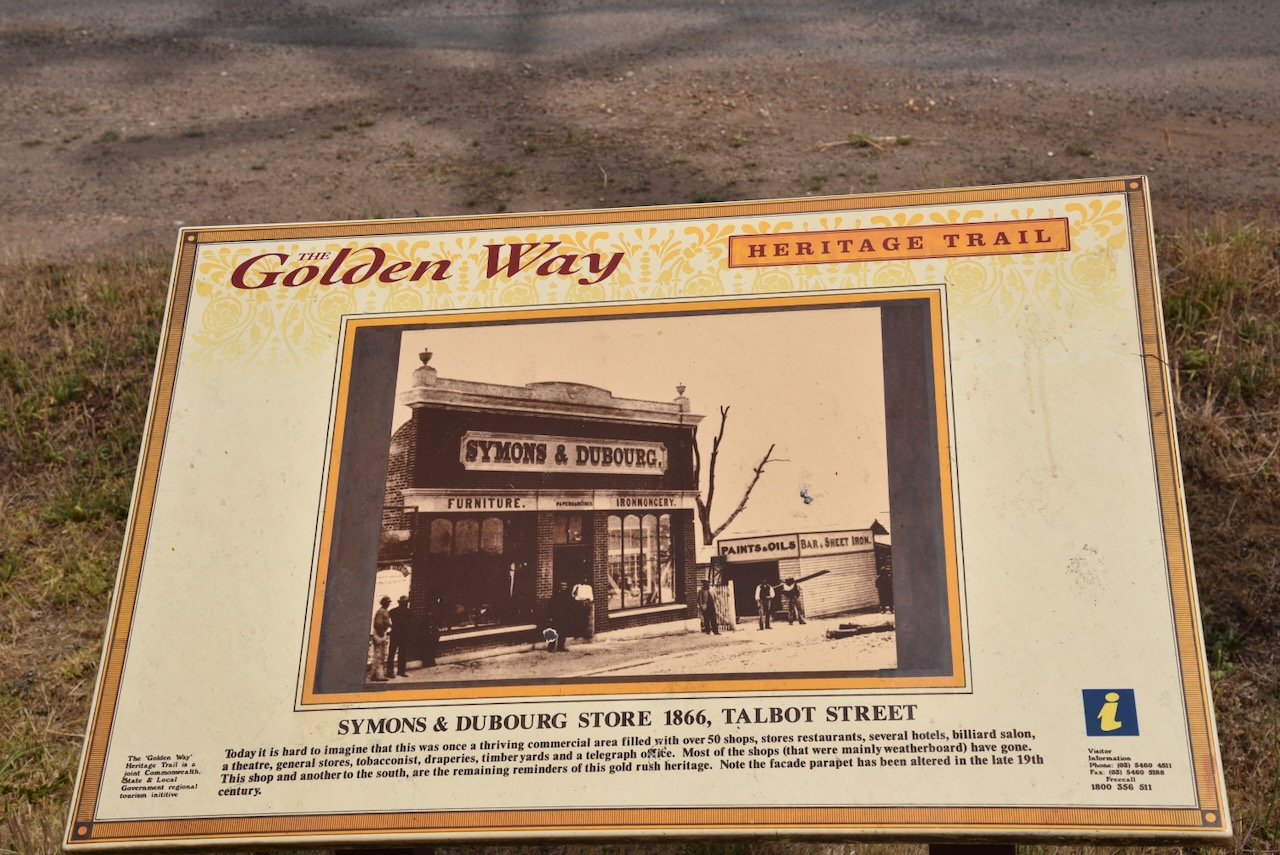 THE
Golden Way
HERITAGE TRAIL
SYMONS & DUBOURG.
FURNITURE. PAPERHANGINGS. IRONMONGERY.
PAINTS & OILS BAR & SHEET IRON.
SYMONS & DUBOURG STORE 1866, TALBOT STREET
Today it is hard to imagine that this was once a thriving commercial area filled with over 50 shops, stores restaurants, several hotels, billiard salon,
a theatre, general stores, tobacconist, draperies, timberyards and a telegraph office. Most of the shops (that were mainly weatherboard) have gone.
This shop and another to the south, are the remaining reminders of this gold rush heritage. Note the facade parapet has been altered in the late 19th
century.
The 'Golden Way'
Heritage Trail is a
joint Commonwealth,
State & Local
Government regional
tourism inititive
i
Visitor
Information
Phone: (03) 5460 4511
Fax: (03) 5460 5188
Freecall
1800 356 511